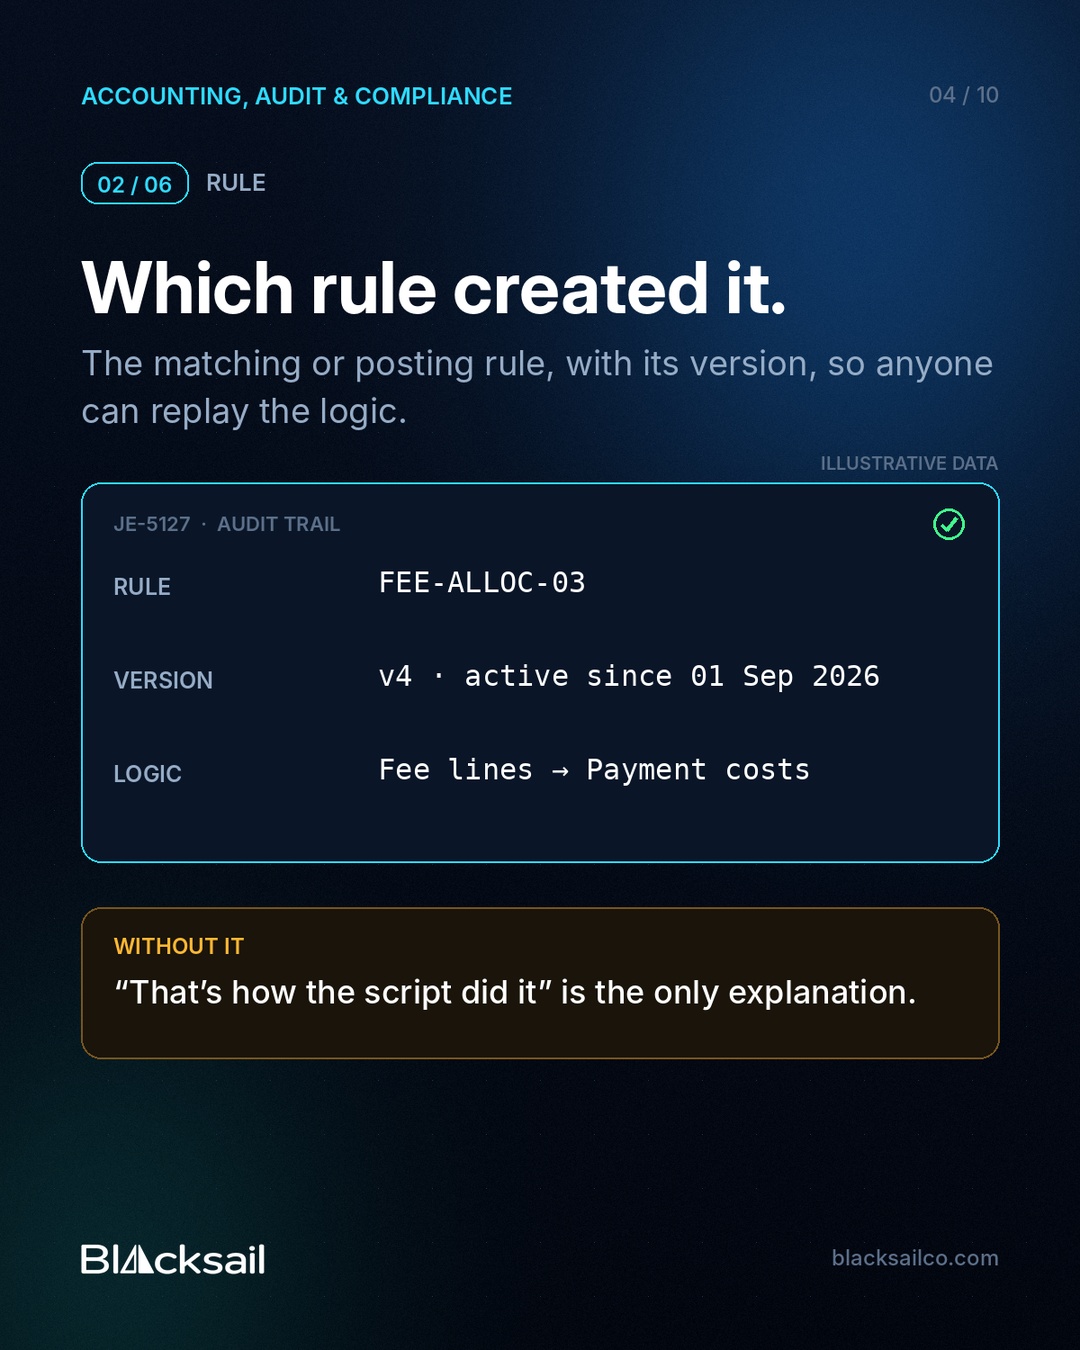 ACCOUNTING, AUDIT & COMPLIANCE
04 / 10
02 / 06 RULE
Which rule created it.
The matching or posting rule, with its version, so anyone
can replay the logic.
ILLUSTRATIVE DATA
JE-5127 · AUDIT TRAIL
RULE FEE-ALLOC-03
VERSION v4 · active since 01 Sep 2026
LOGIC Fee lines → Payment costs
WITHOUT IT
“That’s how the script did it” is the only explanation.
Blacksail
blacksailco.com